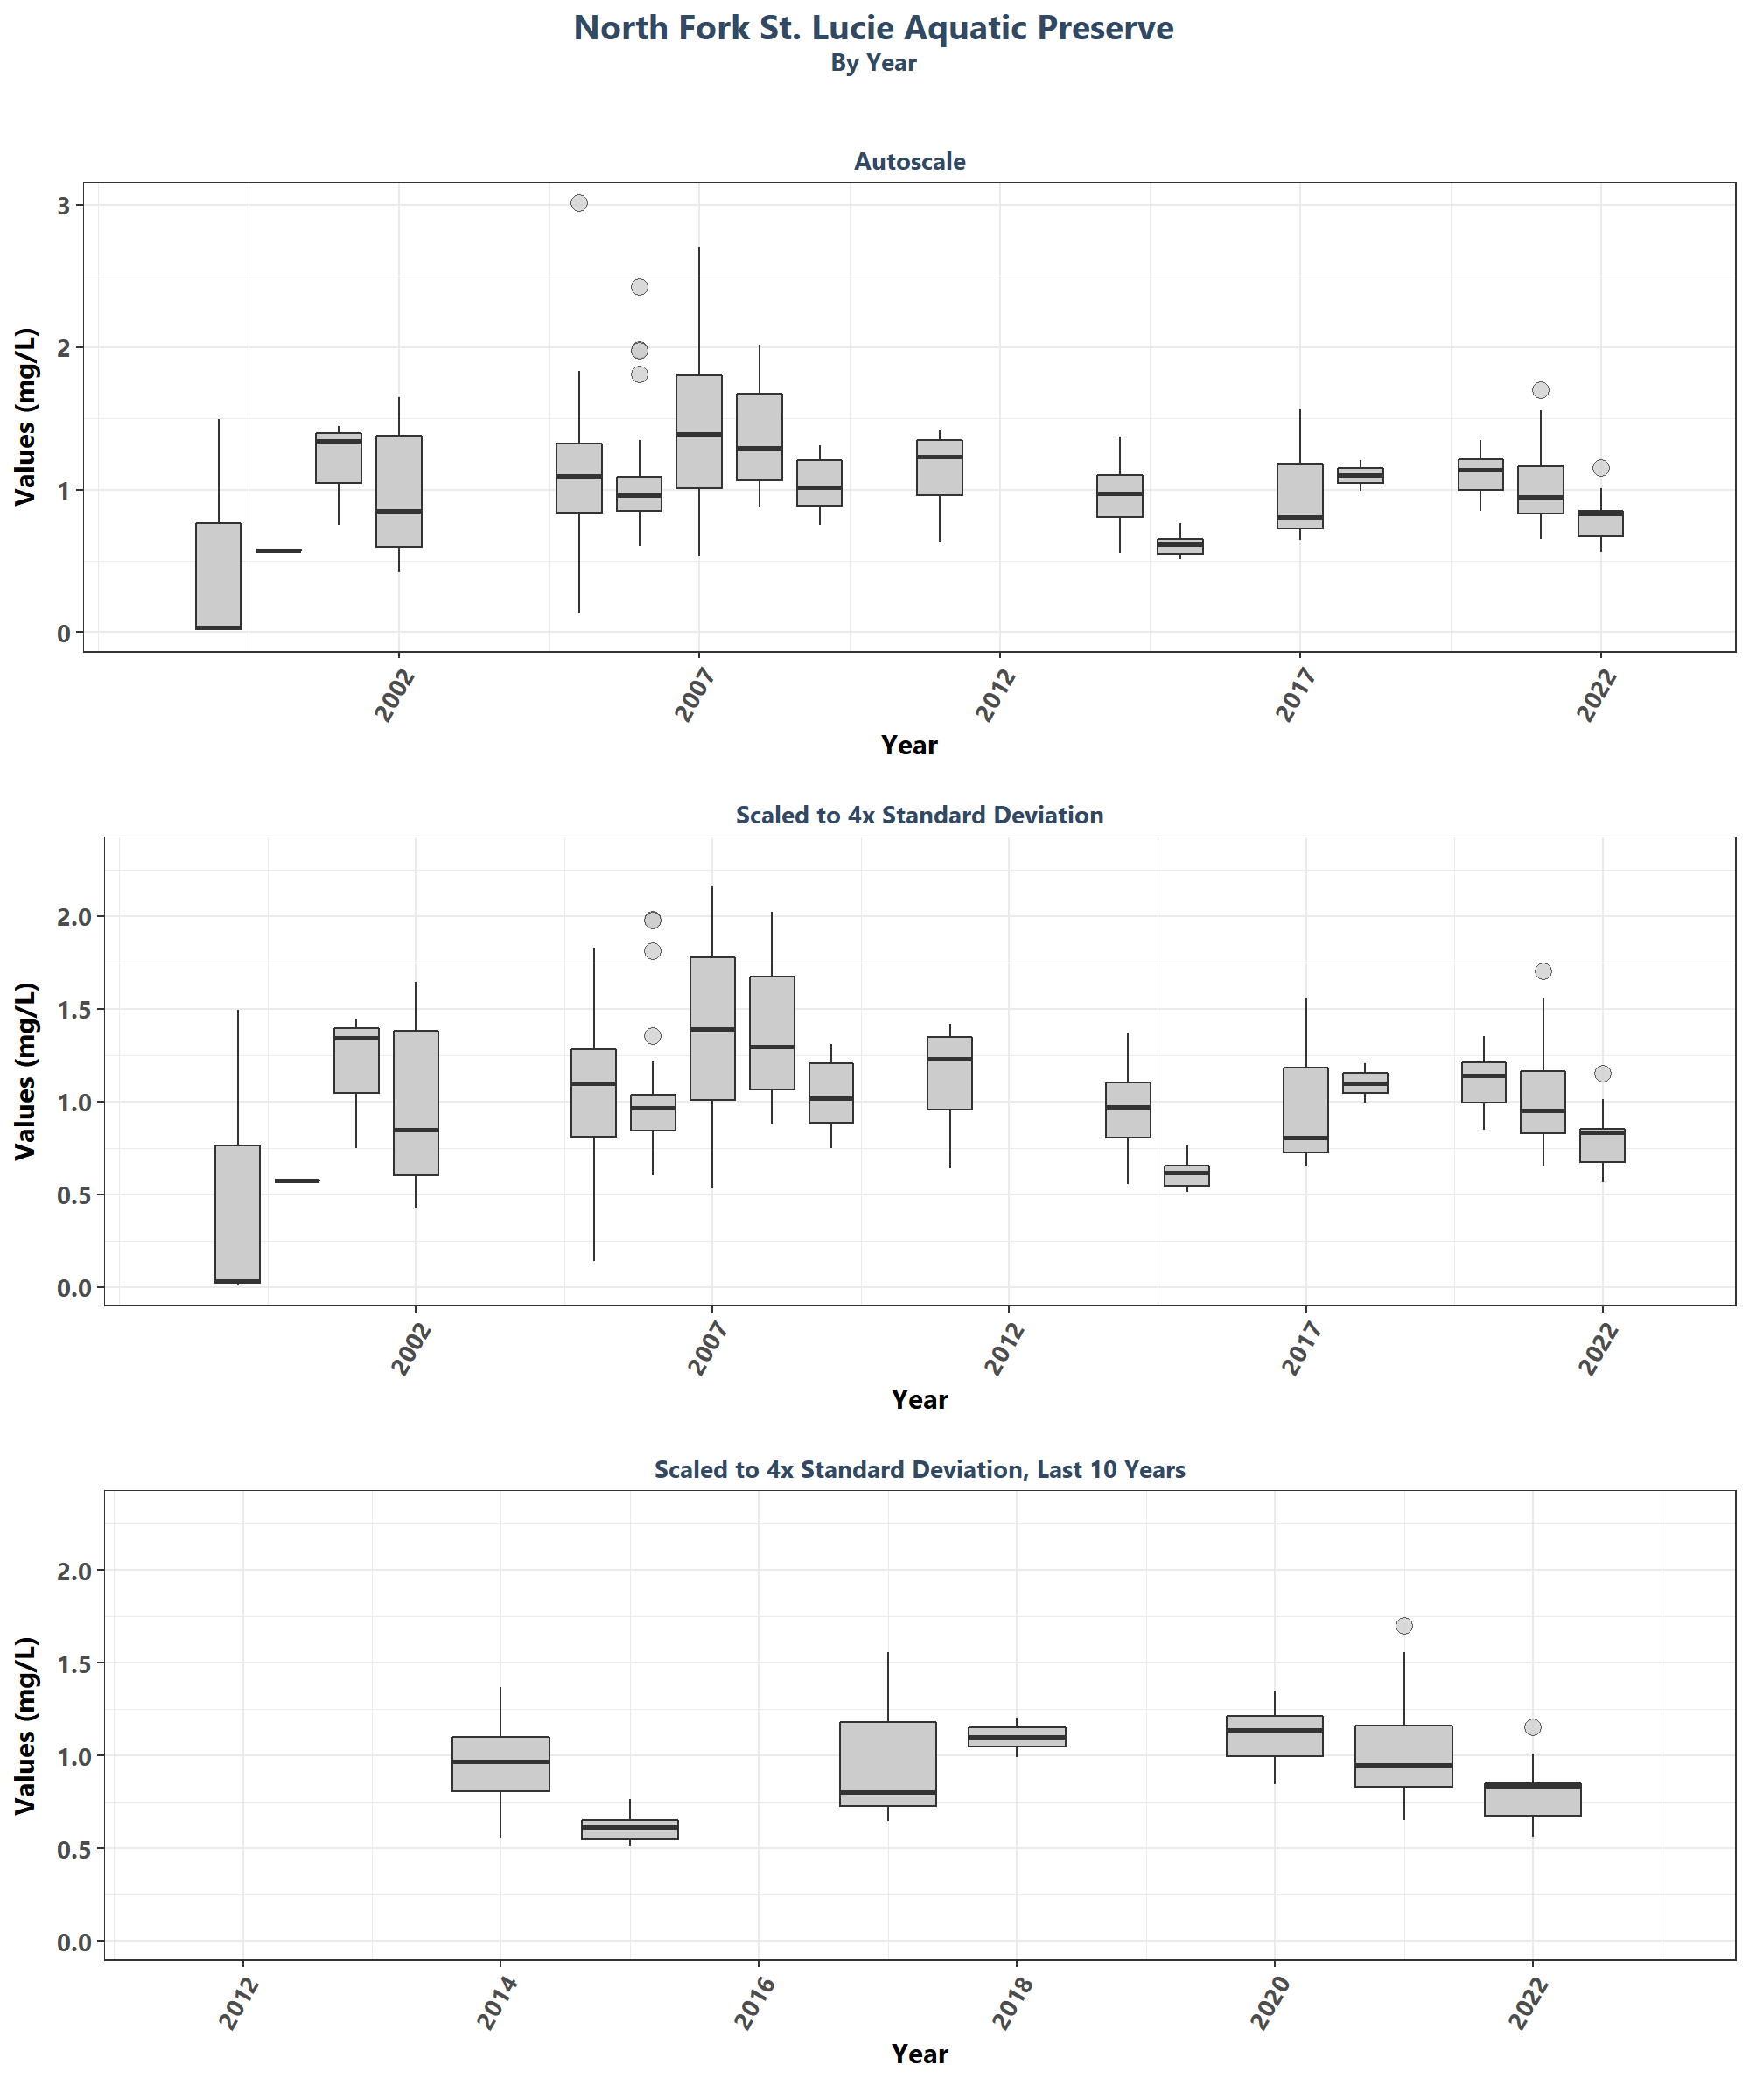 North Fork St. Lucie Aquatic Preserve
By Year
Autoscale
Values (mg/L)
3
2
1
0
2002
2007
2012
2017
2022
Year
Scaled to 4x Standard Deviation
Values (mg/L)
2.0
1.5
1.0
0.5
0.0
2002
2007
2012
2017
2022
Year
Scaled to 4x Standard Deviation, Last 10 Years
Values (mg/L)
2.0
1.5
1.0
0.5
0.0
2012
2014
2016
2018
2020
2022
Year